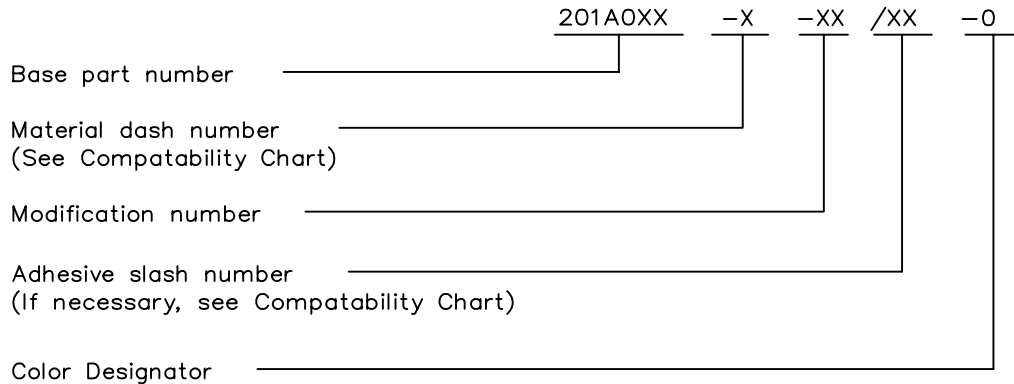 201A0XX -X -XX /XX -0
Base part number
Material dash number
(See Compatability Chart)
Modification number
Adhesive slash number
(If necessary, see Compatability Chart)
Color Designator